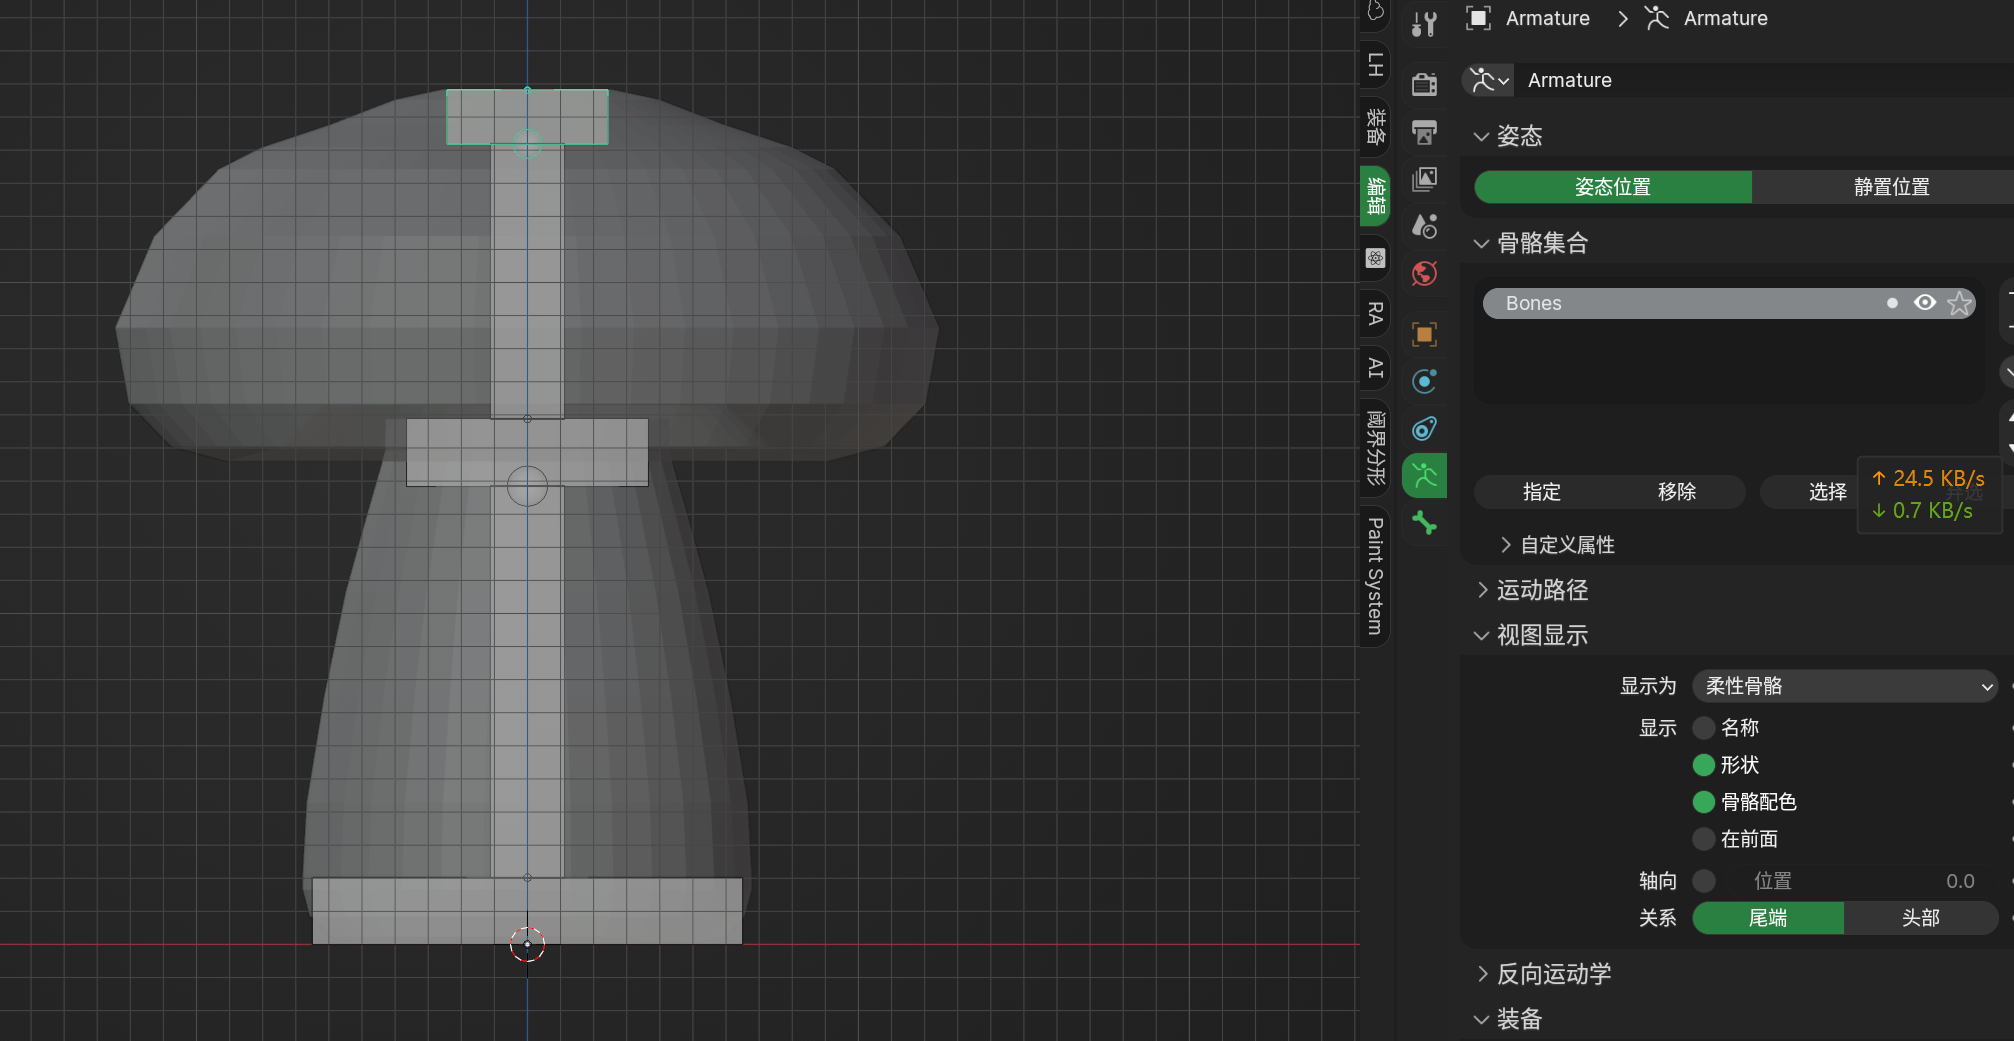 LH
装备
编辑
RA
AI
阈界分形
Paint System
Armature
Armature
Armature
姿态
姿态位置
静置位置
骨骼集合
Bones
指定
移除
选择
↑ 24.5 KB/s
↓ 0.7 KB/s
自定义属性
运动路径
视图显示
显示为
柔性骨骼
显示
名称
形状
骨骼配色
在前面
轴向
位置
0.0
关系
尾端
头部
反向运动学
装备